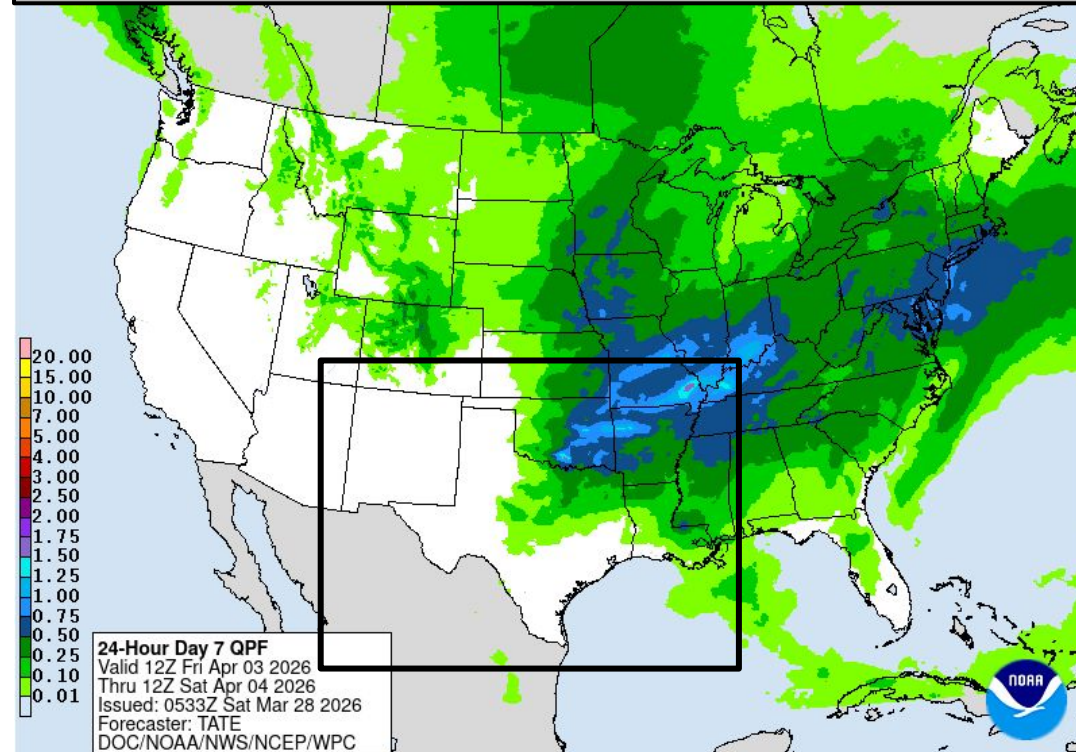 20.00
15.00
10.00
7.00
5.00
4.00
3.00
2.50
2.00
1.75
1.50
1.25
1.00
0.75
0.50
0.25
0.10
0.01
24-Hour Day 7 QPF
Valid 12Z Fri Apr 03 2026
Thru 12Z Sat Apr 04 2026
Issued: 0533Z Sat Mar 28 2026
Forecaster: TATE
DOC/NOAA/NWS/NCEP/WPC
NOAA